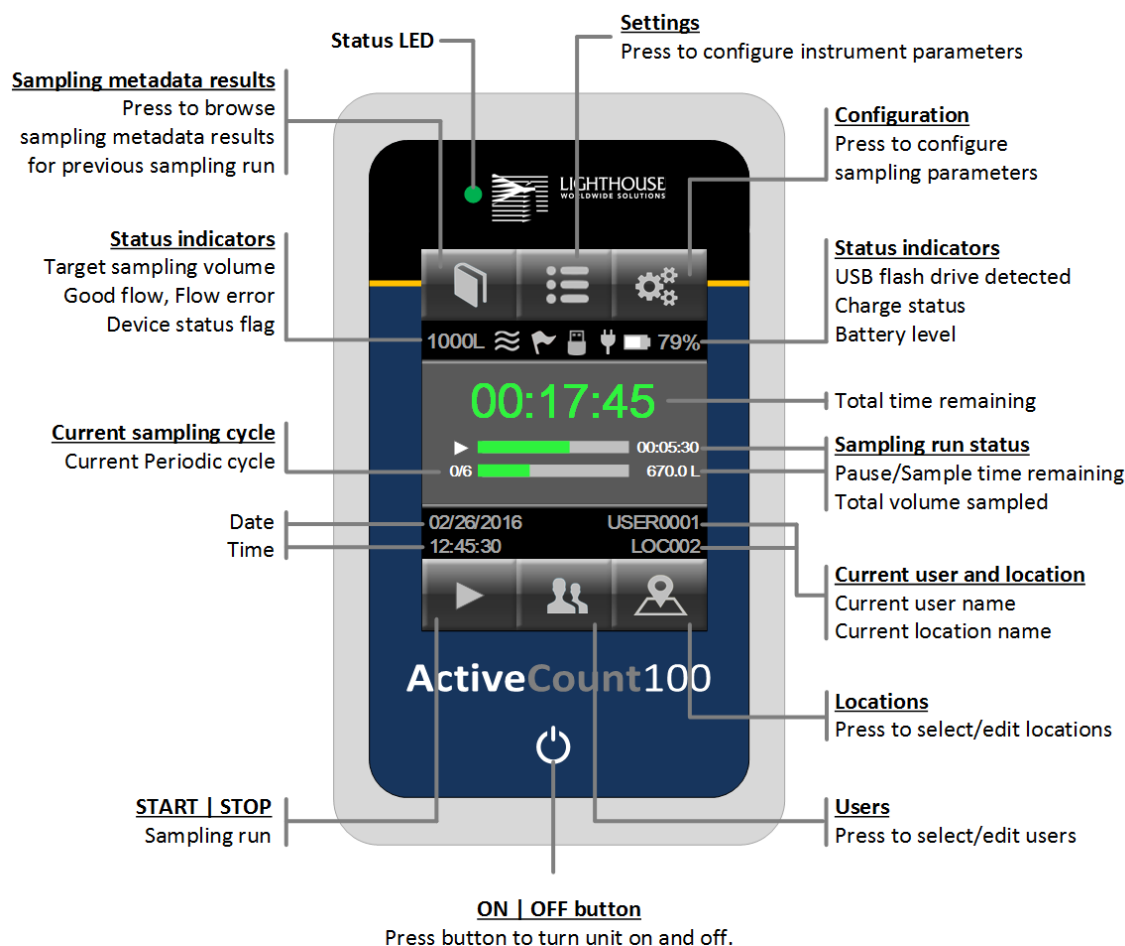 Status LED
Settings
Press to configure instrument parameters
Sampling metadata results
Press to browse
sampling metadata results
for previous sampling run
Configuration
Press to configure
sampling parameters
LIGHTHOUSE
WORLDWIDE SOLUTIONS
Status indicators
Target sampling volume
Good flow, Flow error
Device status flag
Status indicators
USB flash drive detected
Charge status
Battery level
1000L 79%
00:17:45
Total time remaining
00:05:30
0/6 670.0 L
Current sampling cycle
Current Periodic cycle
Sampling run status
Pause/Sample time remaining
Total volume sampled
Date
Time
02/26/2016 USER0001
12:45:30 LOC002
Current user and location
Current user name
Current location name
ActiveCount100
Locations
Press to select/edit locations
START | STOP
Sampling run
Users
Press to select/edit users
ON | OFF button
Press button to turn unit on and off.